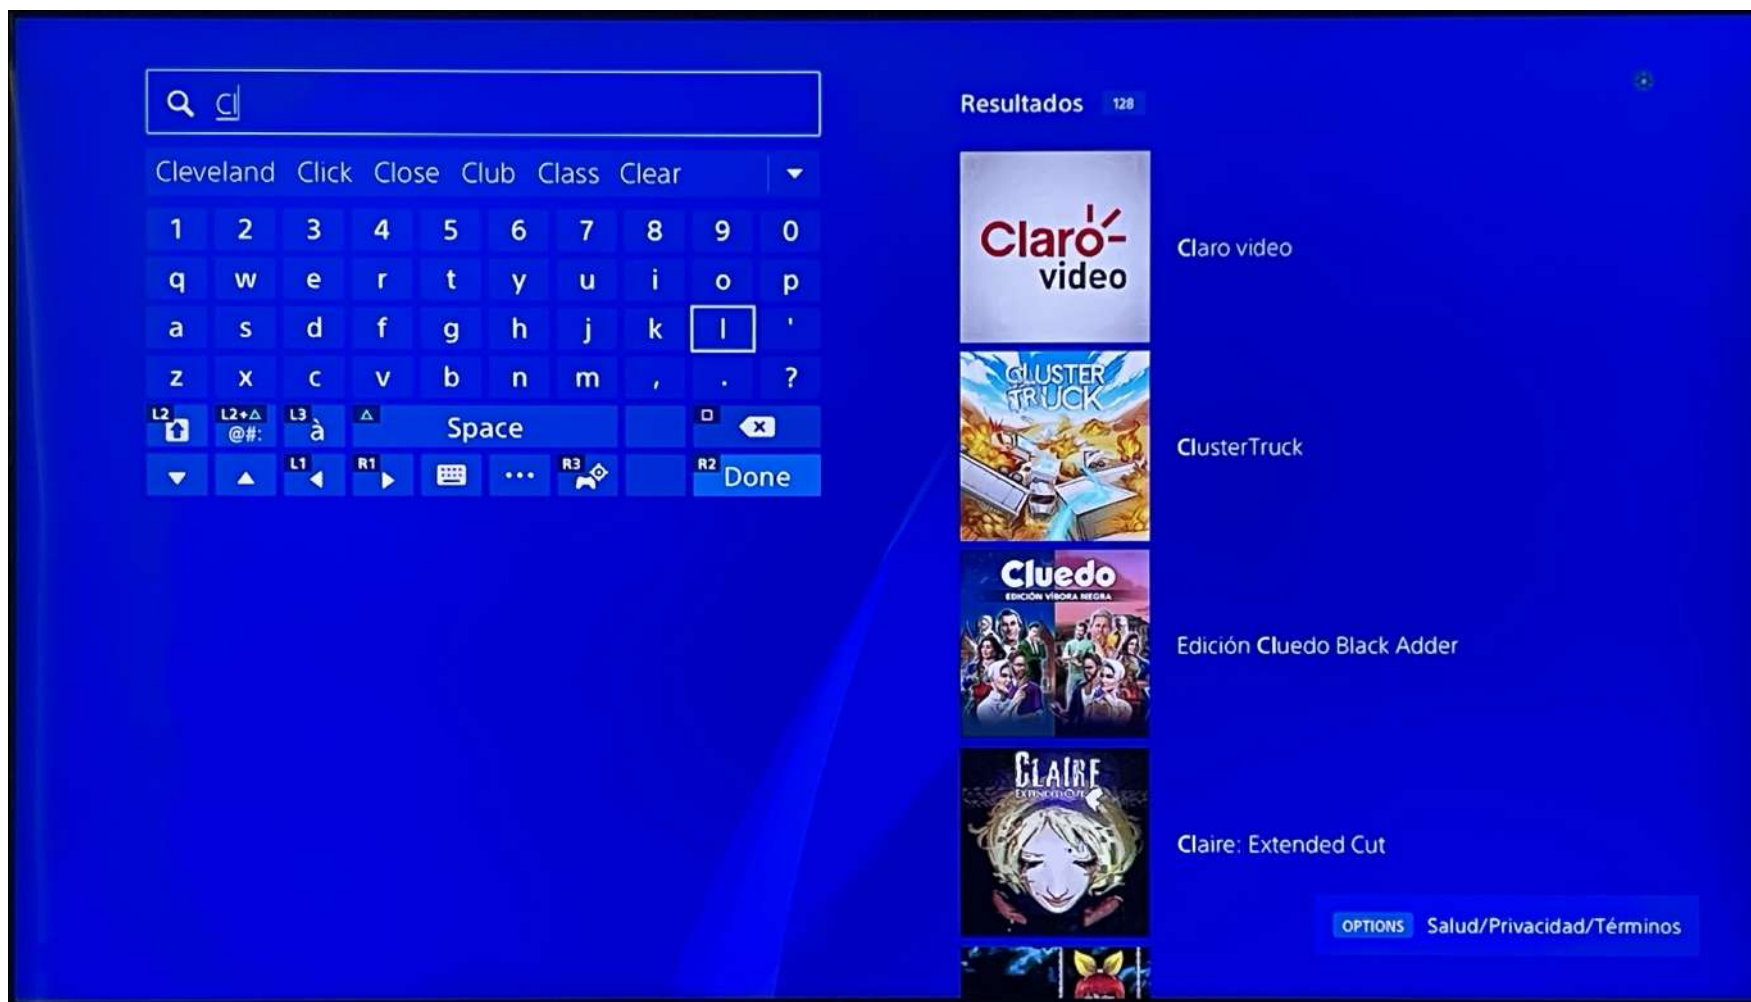 Cl
Cleveland Click Close Club Class Clear
1 2 3 4 5 6 7 8 9 0
q w e r t y u i o p
a s d f g h j k l '
z x c v b n m , . ?
L2 L2+△ @#: L3 à △ Space □
L1 R1 ... R3 R2 Done
Resultados 128
Claro video
Claro video
CLUSTER TRUCK
ClusterTruck
Cluedo
EDICIÓN VÍBORA NEGRA
Edición Cluedo Black Adder
CLAIRE
EXTENDED CUT
Claire: Extended Cut
OPTIONS Salud/Privacidad/Términos